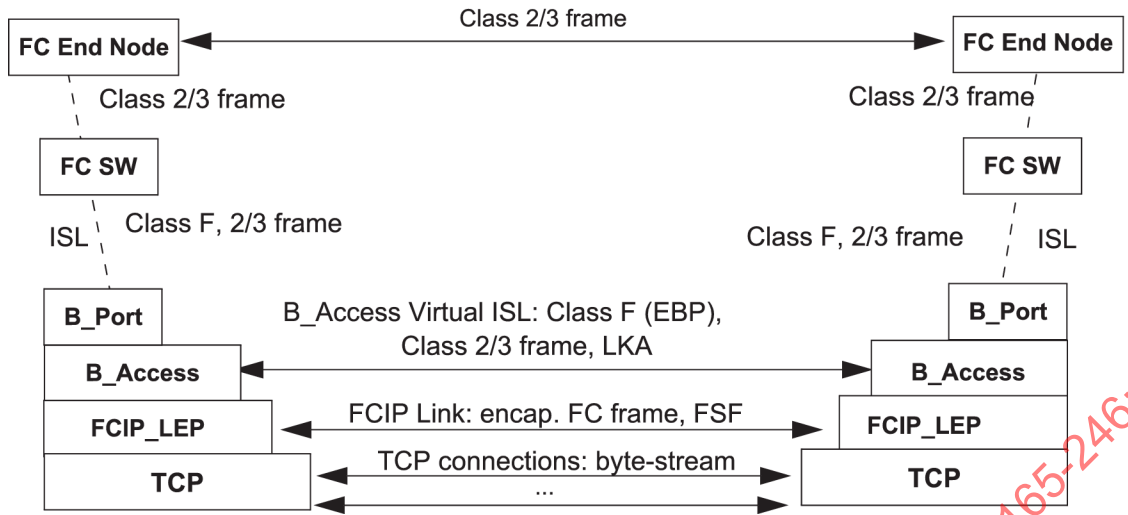 Class 2/3 frame
FC End Node
FC End Node
Class 2/3 frame
Class 2/3 frame
FC SW
FC SW
Class F, 2/3 frame
ISL
Class F, 2/3 frame
ISL
B_Port
B_Access Virtual ISL: Class F (EBP),
B_Port
Class 2/3 frame, LKA
B_Access
B_Access
FCIP Link: encap. FC frame, FSF
FCIP_LEP
FCIP_LEP
TCP connections: byte-stream
TCP
TCP
...
165-246: